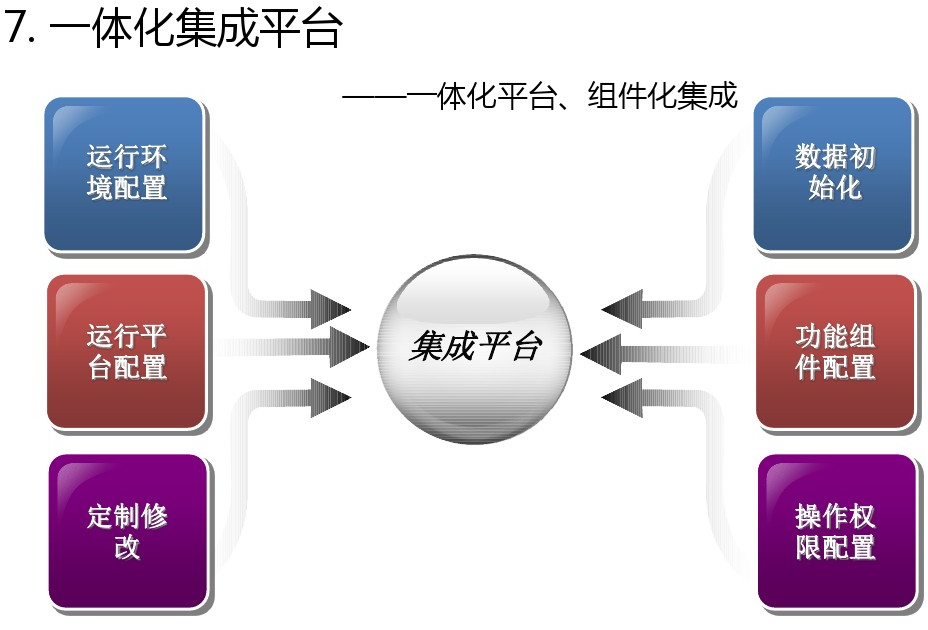 7. 一体化集成平台
——一体化平台、组件化集成
运行环
境配置
运行平
台配置
定制修
改
集成平台
数据初
始化
功能组
件配置
操作权
限配置